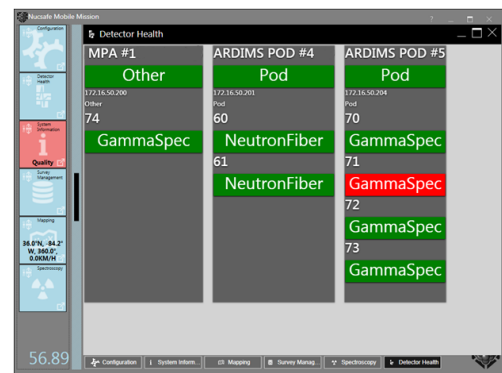 Nucsafe Mobile Mission
Configuration
Detector
Health
System
Information
Quality
Survey
Management
Mapping
36.0°N, -84.2°
W, 360.0°,
0.0KM/H
Spectroscopy
56.89
Detector Health
MPA #1
Other
172.16.50.200
Other
74
GammaSpec
ARDIMS POD #4
Pod
172.16.50.201
Pod
60
NeutronFiber
61
NeutronFiber
ARDIMS POD #5
Pod
172.16.50.204
Pod
70
GammaSpec
71
GammaSpec
72
GammaSpec
73
GammaSpec
Configuration
System Inform...
Mapping
Survey Manag...
Spectroscopy
Detector Health